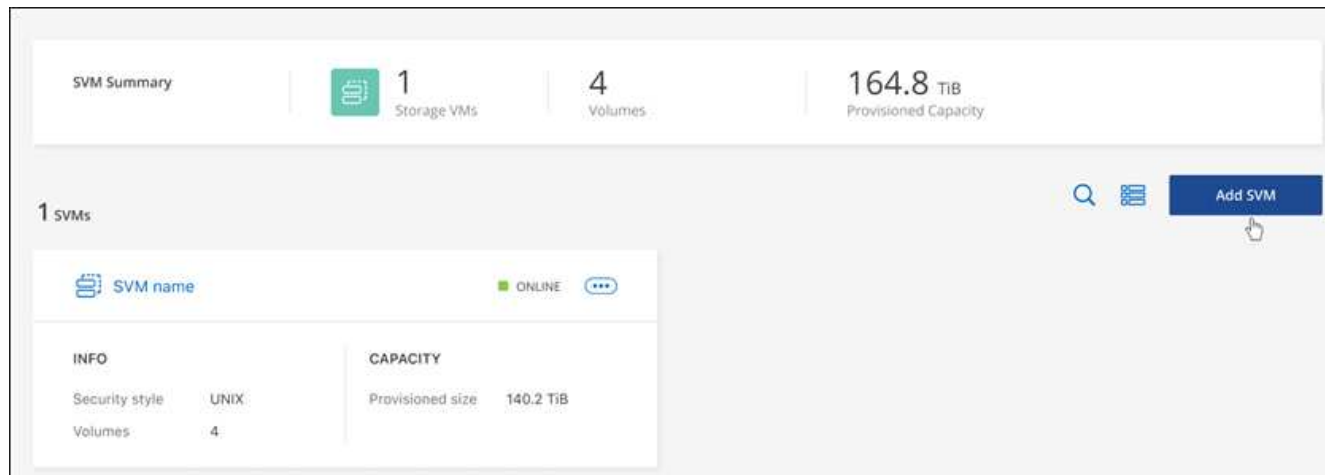 SVM Summary
1
Storage VMs
4
Volumes
164.8 TiB
Provisioned Capacity
1 SVMs
Add SVM
SVM name
ONLINE
INFO
Security style UNIX
Volumes 4
CAPACITY
Provisioned size 140.2 TiB